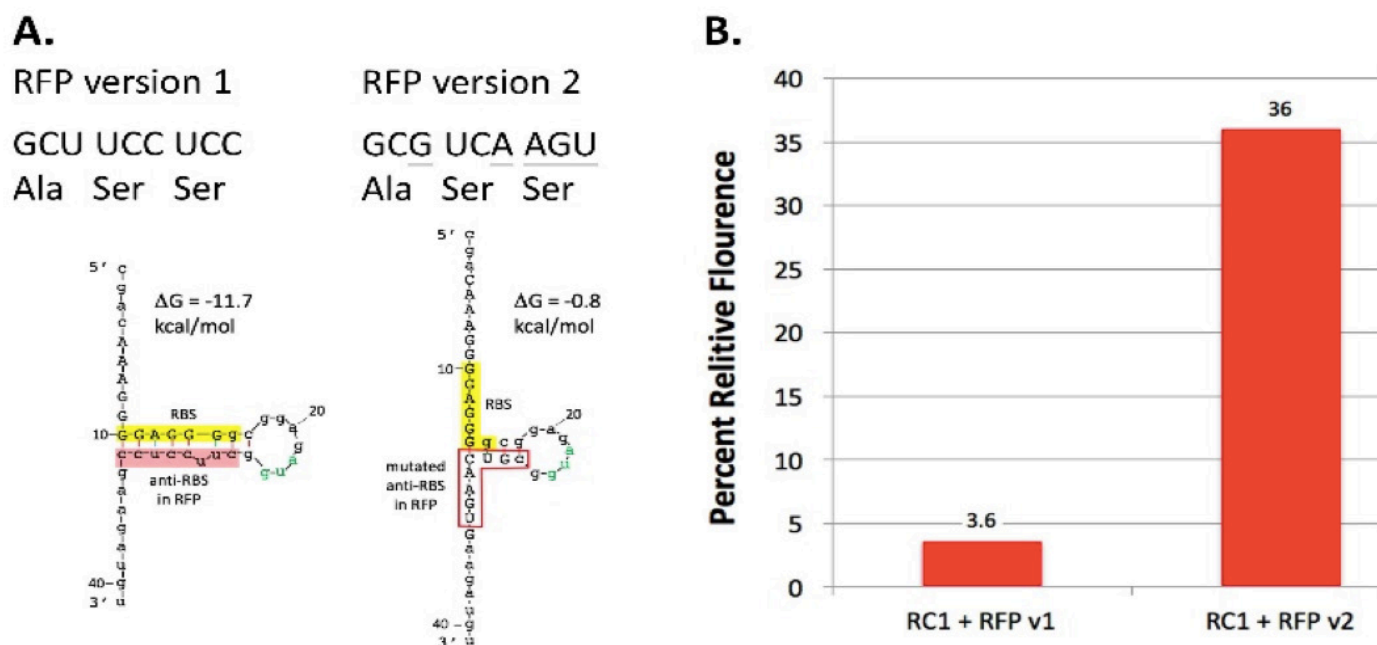 A.
RFP version 1
GCU UCC UCC
Ala Ser Ser
5'
ΔG = -11.7
kcal/mol
RBS
10
20
anti-RBS
in RFP
40
3'
RFP version 2
GCG UCA AGU
Ala Ser Ser
5'
ΔG = -0.8
kcal/mol
10
RBS
20
mutated
anti-RBS
in RFP
40
3'
B.
Percent Relitive Flourence
40
35
30
25
20
15
10
5
0
3.6
36
RC1 + RFP v1
RC1 + RFP v2